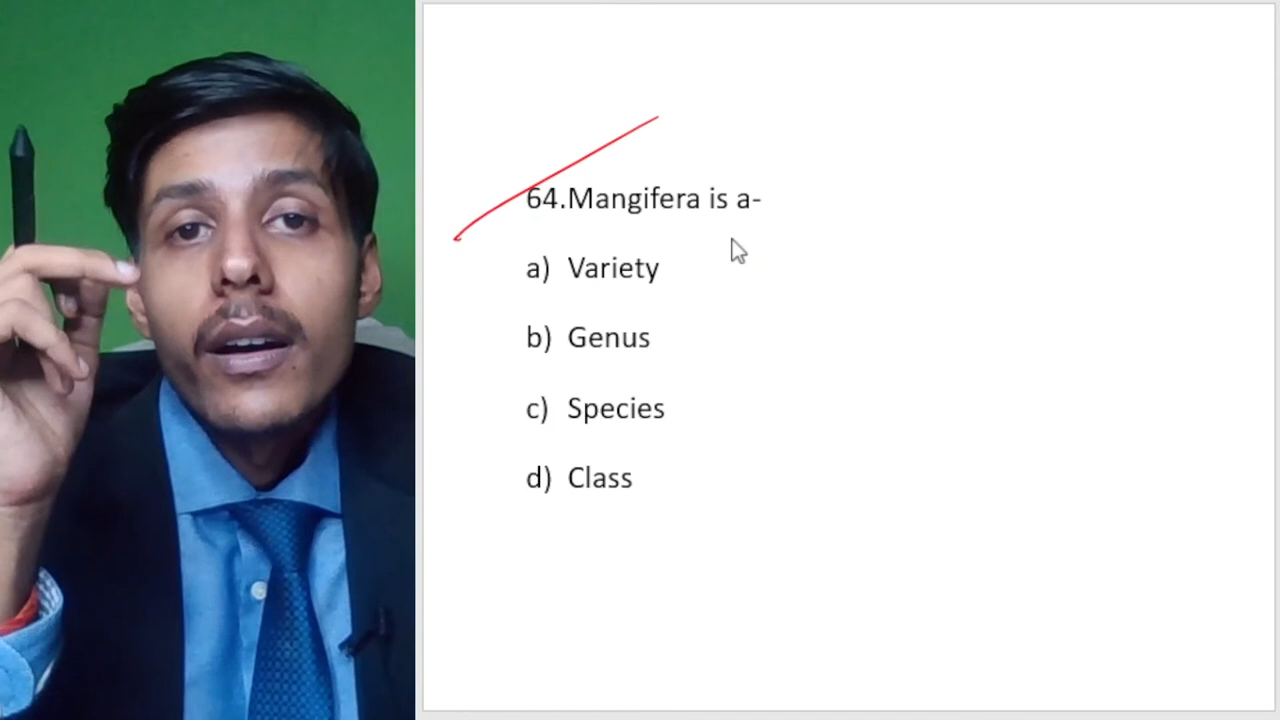 64.Mangifera is a-
a) Variety
b) Genus
c) Species
d) Class